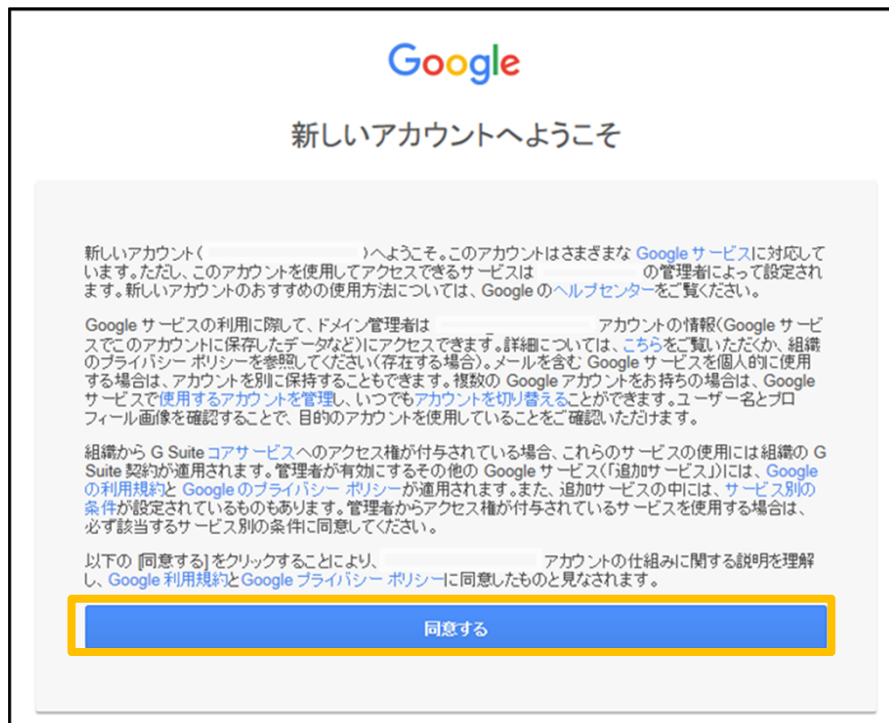 Google
新しいアカウントへようこそ
新しいアカウント( )へようこそ。このアカウントはさまざまな Google サービスに対応して
います。ただし、このアカウントを使用してアクセスできるサービスは の管理者によって設定され
ます。新しいアカウントのおすすめの使用方法については、Google のヘルプセンターをご覧ください。
Google サービスの利用に際して、ドメイン管理者は アカウントの情報(Google サービ
スでこのアカウントに保存したデータなど)にアクセスできます。詳細については、こちらをご覧いただくか、組織
のプライバシー ポリシーを参照してください(存在する場合)。メールを含む Google サービスを個人的に使用
する場合は、アカウントを別に保持することもできます。複数の Google アカウントをお持ちの場合は、Google
サービスで使用するアカウントを管理し、いつでもアカウントを切り替えることができます。ユーザー名とプロ
フィール画像を確認することで、目的のアカウントを使用していることをご確認いただけます。
組織から G Suite コアサービスへのアクセス権が付与されている場合、これらのサービスの使用には組織の G
Suite 契約が適用されます。管理者が有効にするその他の Google サービス(「追加サービス」)には、Google
の利用規約と Google のプライバシー ポリシーが適用されます。また、追加サービスの中には、サービス別の
条件が設定されているものもあります。管理者からアクセス権が付与されているサービスを使用する場合は、
必ず該当するサービス別の条件に同意してください。
以下の [同意する] をクリックすることにより、 アカウントの仕組みに関する説明を理解
し、Google 利用規約とGoogle プライバシー ポリシーに同意したものと見なされます。
同意する